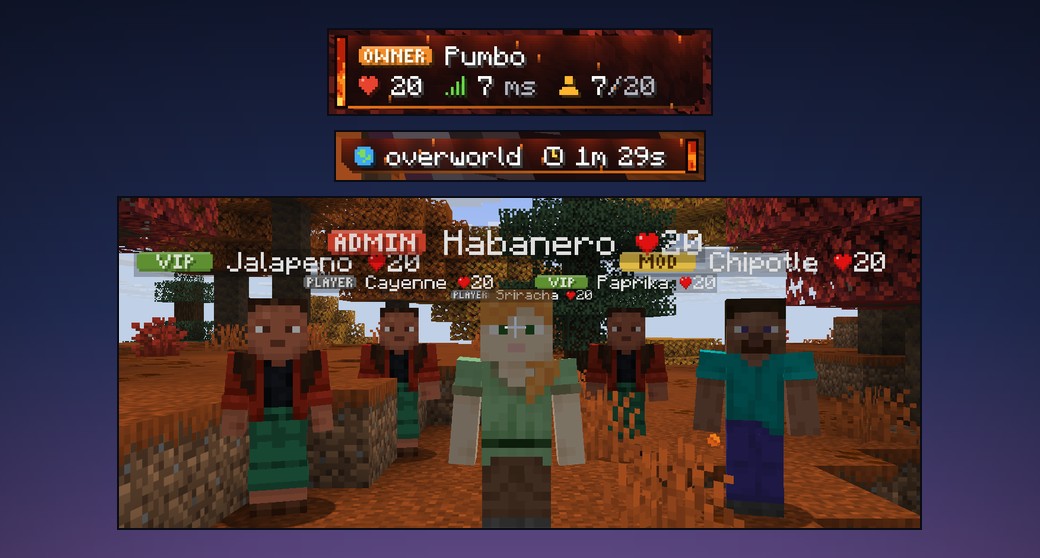 OWNER Pumbo
20 7 ms 7/20
overworld 1m 29s
ADMIN Habanero 20
VIP Jalapeno 20
MOD Chipotle 20
PLAYER Cayenne 20
VIP Paprika 20
PLAYER Sriracha 20